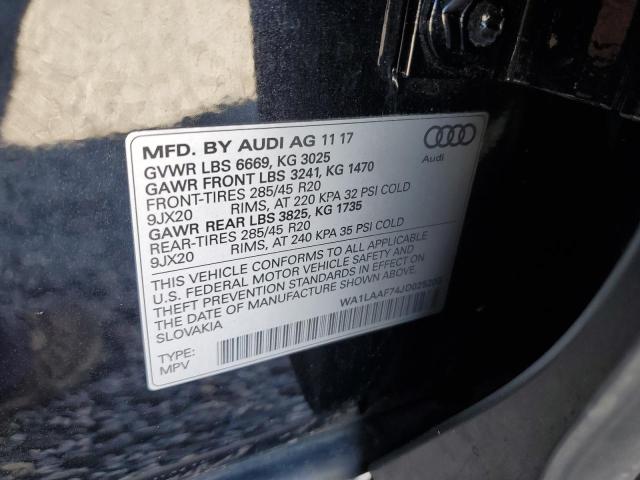 MFD. BY AUDI AG 11 17
Audi
GVWR LBS 6669, KG 3025
GAWR FRONT LBS 3241, KG 1470
FRONT-TIRES 285/45 R20
9JX20 RIMS, AT 220 KPA 32 PSI COLD
GAWR REAR LBS 3825, KG 1735
REAR-TIRES 285/45 R20
9JX20 RIMS, AT 240 KPA 35 PSI COLD
THIS VEHICLE CONFORMS TO ALL APPLICABLE
U.S. FEDERAL MOTOR VEHICLE SAFETY AND
THEFT PREVENTION STANDARDS IN EFFECT ON
THE DATE OF MANUFACTURE SHOWN ABOVE.
SLOVAKIA
TYPE:
MPV